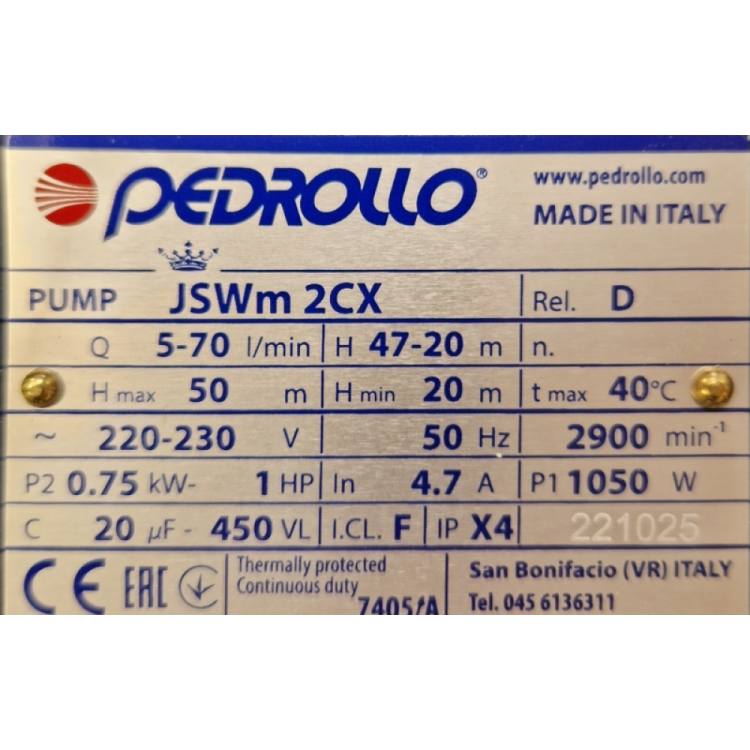 PEDROLLO® www.pedrollo.com
MADE IN ITALY
PUMP JSWm 2CX Rel. D
Q 5-70 l/min H 47-20 m n.
H max 50 m H min 20 m t max 40°C
~ 220-230 V 50 Hz 2900 min⁻¹
P2 0.75 kW- 1 HP In 4.7 A P1 1050 W
C 20 µF - 450 VL I.CL. F IP X4 221025
CE EAC Thermally protected San Bonifacio (VR) ITALY
Continuous duty 7405/A Tel. 045 6136311